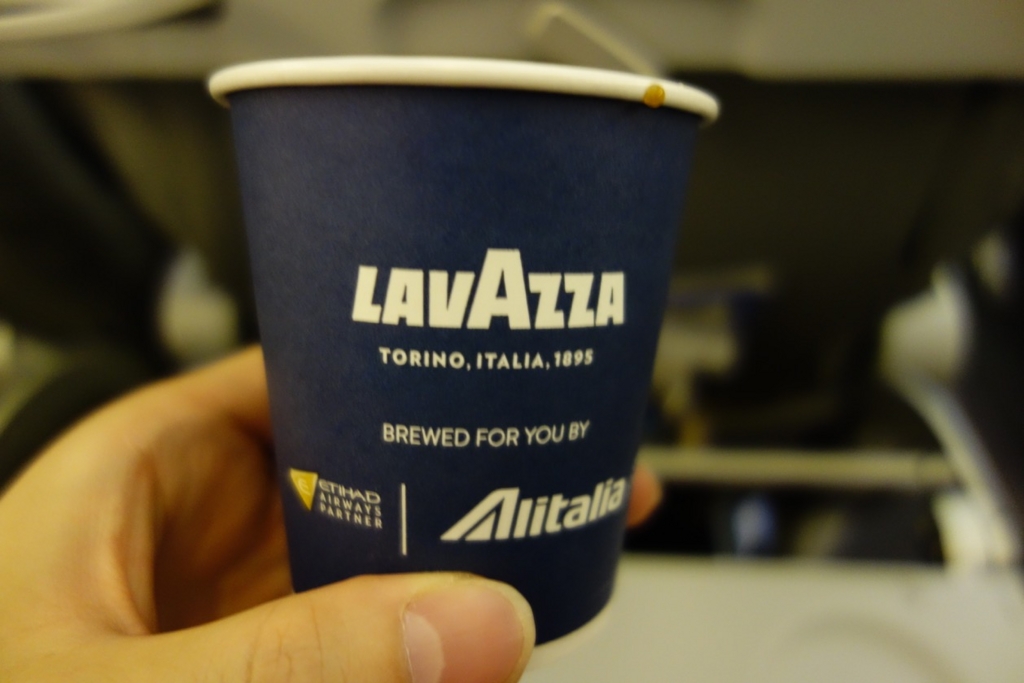 LAVAZZA
TORINO, ITALIA, 1895
BREWED FOR YOU BY
ETIHAD
AIRWAYS
PARTNER
Alitalia